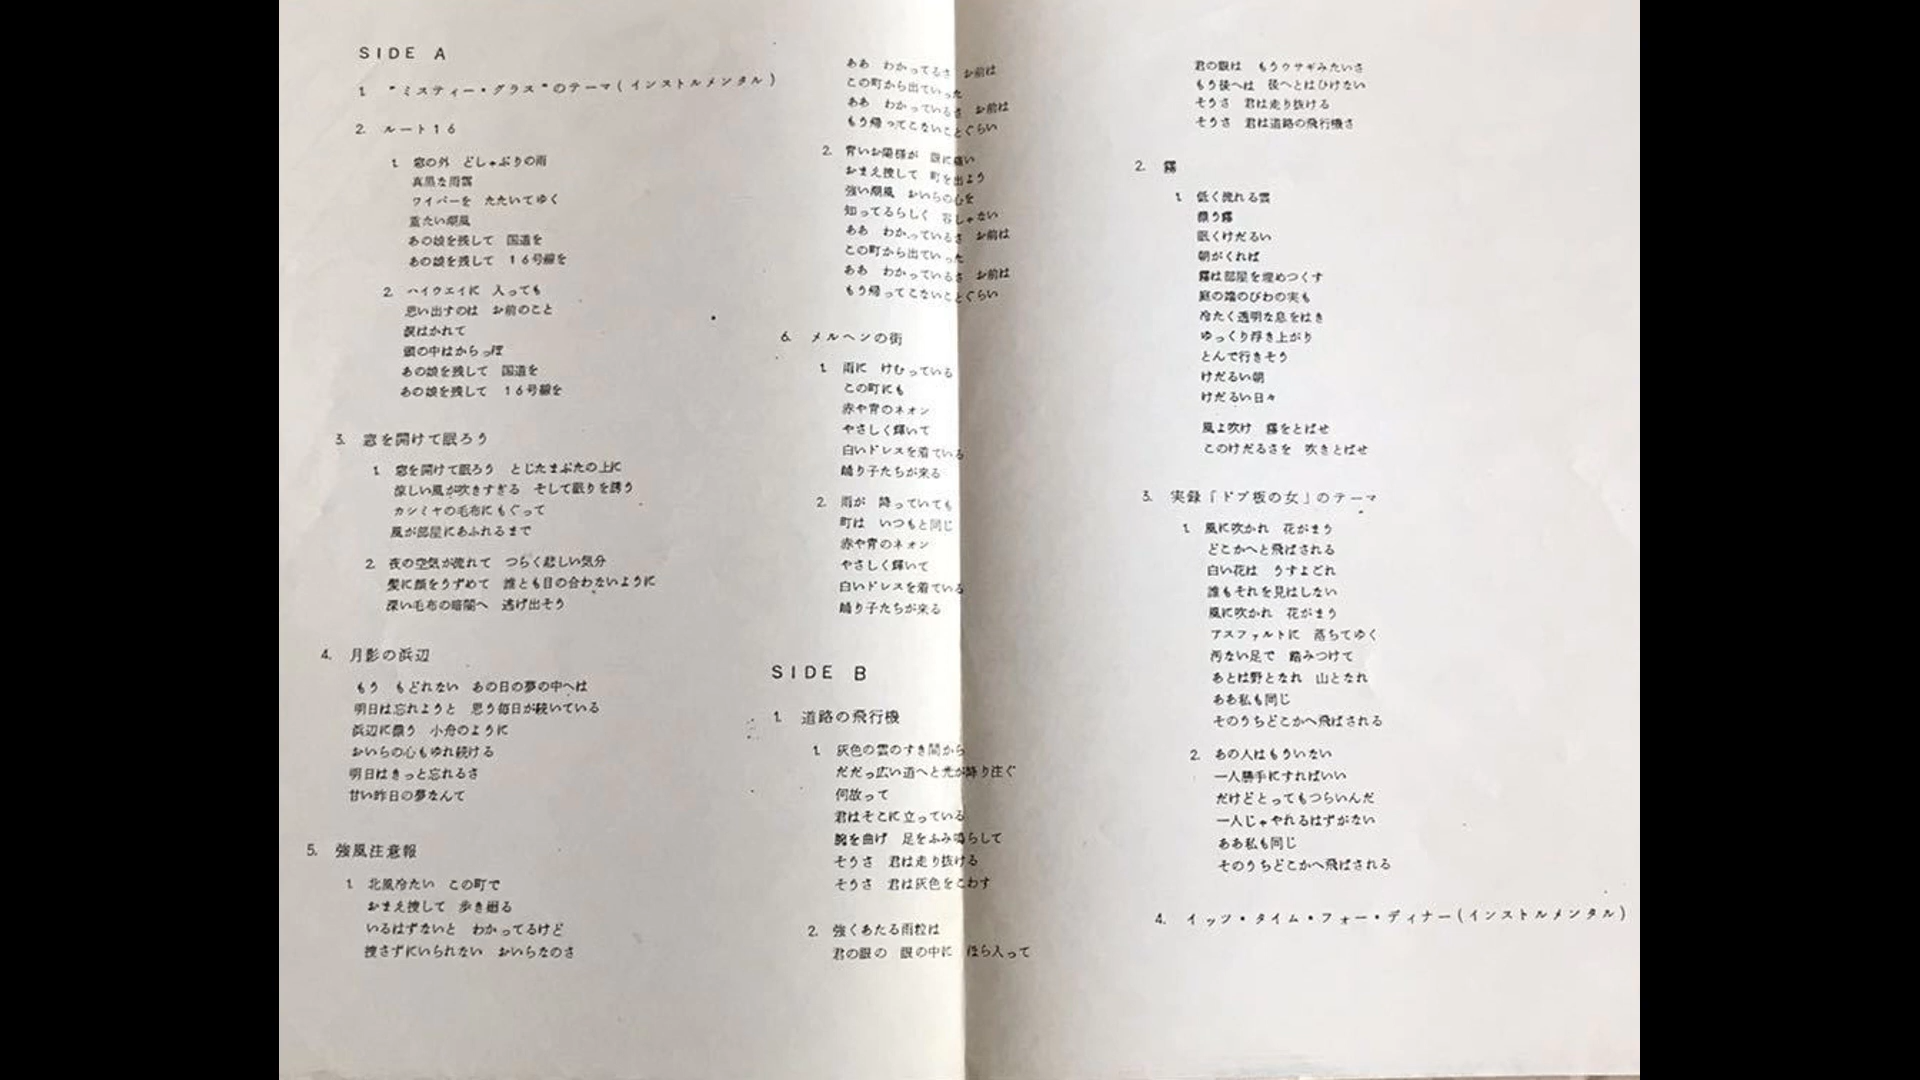 SIDE A
1. "ミスティー・グラス"のテーマ(インストルメンタル)
2. ルート16
1. 窓の外 どしゃぶりの雨
真黒な雨雲
ワイパーを たたいてゆく
重たい潮風
あの娘を残して 国道を
あの娘を残して 16号線を
2. ハイウエイに 入っても
思い出すのは お前のこと
涙はかれて
頭の中はからっぽ
あの娘を残して 国道を
あの娘を残して 16号線を
3. 窓を開けて眠ろう
1. 窓を開けて眠ろう とじたまぶたの上に
涼しい風が吹きすぎる そして眠りを誘う
カシミヤの毛布にもぐって
風が部屋にあふれるまで
2. 夜の空気が流れて つらく悲しい気分
髪に顔をうずめて 誰とも目の合わないように
深い毛布の暗闇へ 逃げ出そう
4. 月影の浜辺
もう もどれない あの日の夢の中へは
明日は忘れようと 思う毎日が続いている
浜辺に漂う 小舟のように
おいらの心もゆれ続ける
明日はきっと忘れるさ
甘い昨日の夢なんて
5. 強風注意報
1. 北風冷たい この町で
おまえ捜して 歩き廻る
いるはずないと わかってるけど
捜さずにいられない おいらなのさ
ああ わかってるさ お前は
この町から出ていった
ああ わかっているさ お前は
もう帰ってこないことぐらい
2. 青いお陽様が 眼に痛い
おまえ捜して 町を出よう
強い潮風 おいらの心を
知ってるらしく 容しゃない
ああ わかっているさ お前は
この町から出ていった
ああ わかっているさ お前は
もう帰ってこないことぐらい
6. メルヘンの街
1. 雨に けむっている
この町にも
赤や青のネオン
やさしく輝いて
白いドレスを着ている
踊り子たちが来る
2. 雨が 降っていても
町は いつもと同じ
赤や青のネオン
やさしく輝いて
白いドレスを着ている
踊り子たちが来る
SIDE B
1. 道路の飛行機
1. 灰色の雲のすき間から
だだっ広い道へと光が降り注ぐ
何故って
君はそこに立っている
腕を曲げ 足をふみ鳴らして
そうさ 君は走り抜ける
そうさ 君は灰色をこわす
2. 強くあたる雨粒は
君の眼の 眼の中に ほら入って
君の眼は もうウサギみたいさ
もう後へは 後へとはひけない
そうさ 君は走り抜ける
そうさ 君は道路の飛行機さ
2. 霧
1. 低く流れる雲
漂う霧
眠くけだるい
朝がくれば
霧は部屋を埋めつくす
庭の端のびわの実も
冷たく透明な息をはき
ゆっくり浮き上がり
とんで行きそう
けだるい朝
けだるい日々
風よ吹け 霧をとばせ
このけだるさを 吹きとばせ
3. 実録「ドブ板の女」のテーマ
1. 風に吹かれ 花がまう
どこかへと飛ばされる
白い花は うすよごれ
誰もそれを見はしない
風に吹かれ 花がまう
アスファルトに 落ちてゆく
汚ない足で 踏みつけて
あとは野となれ 山となれ
ああ私も同じ
そのうちどこかへ飛ばされる
2. あの人はもういない
一人勝手にすればいい
だけどとってもつらいんだ
一人じゃやれるはずがない
ああ私も同じ
そのうちどこかへ飛ばされる
4. イッツ・タイム・フォー・ディナー(インストルメンタル)